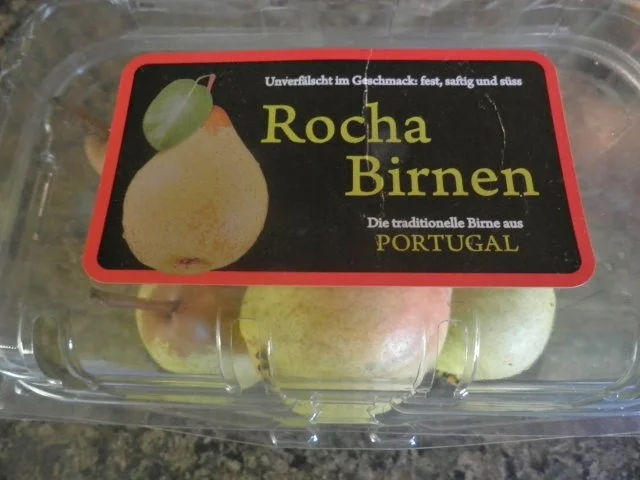 Unverfälscht im Geschmack: fest, saftig und süss
Rocha
Birnen
Die traditionelle Birne aus
PORTUGAL